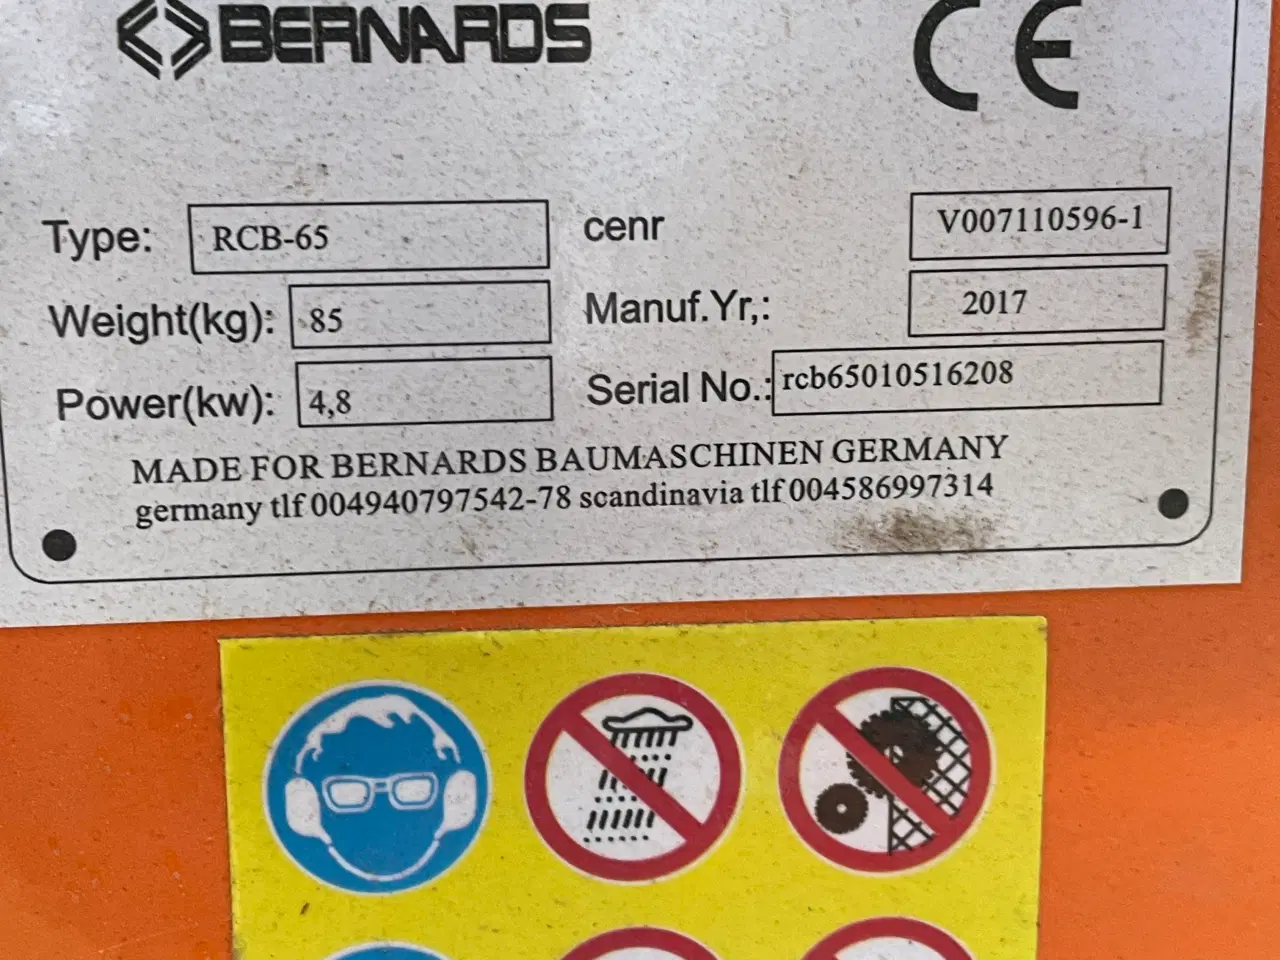 BERNARDS CE
Type: RCB-65 cenr V007110596-1
Weight(kg): 85 Manuf.Yr,: 2017
Power(kw): 4,8 Serial No.: rcb65010516208
MADE FOR BERNARDS BAUMASCHINEN GERMANY
germany tlf 004940797542-78 scandinavia tlf 004586997314